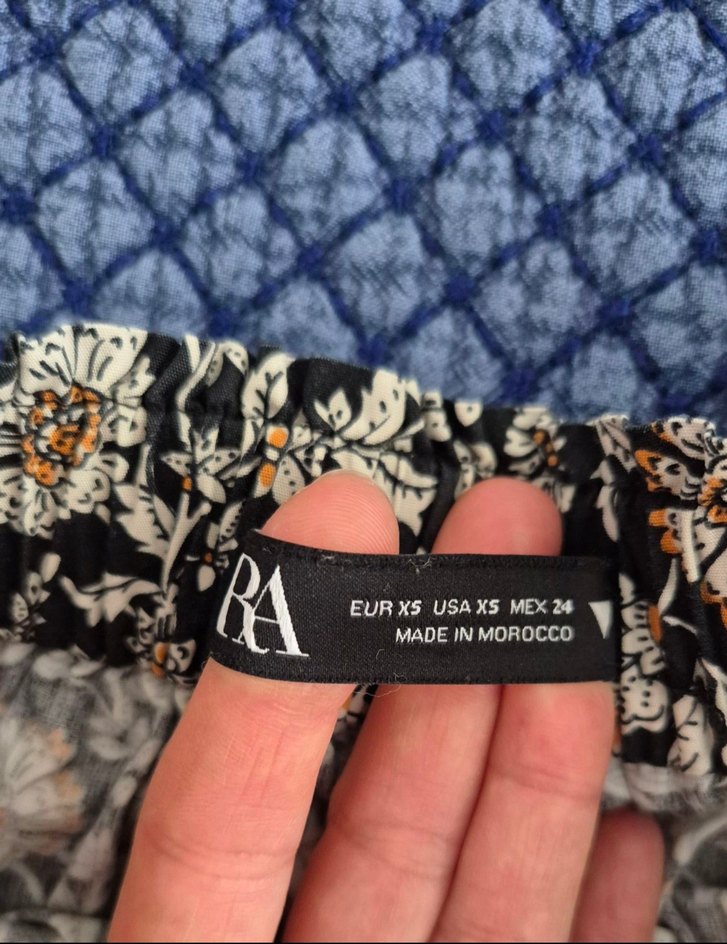 RA
EUR XS USA XS MEX 24
MADE IN MOROCCO